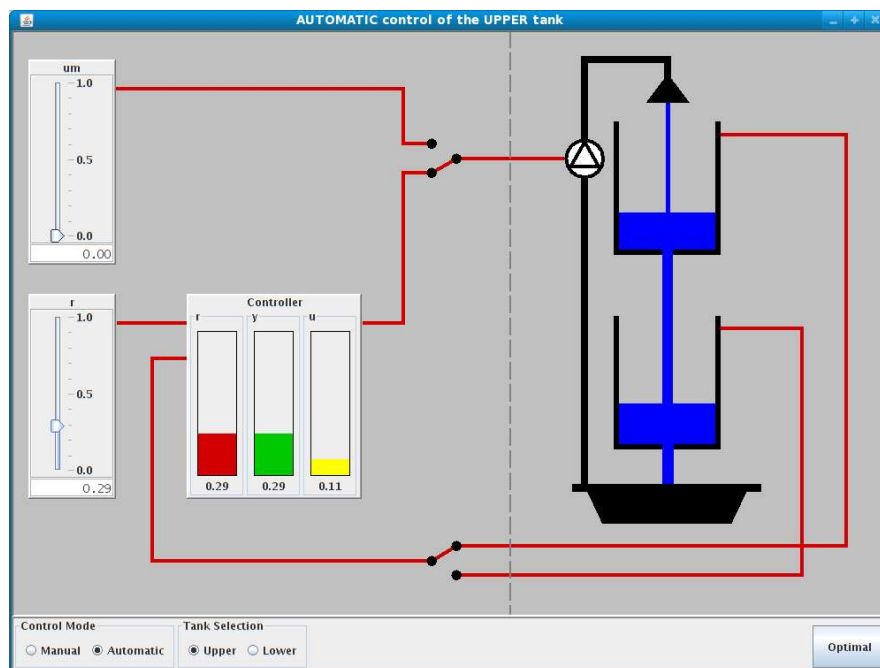 AUTOMATIC control of the UPPER tank
um
1.0
0.5
0.0
0.00
r
1.0
0.5
0.0
0.29
Controller
r y u
0.29 0.29 0.11
Control Mode
Manual Automatic
Tank Selection
Upper Lower
Optimal